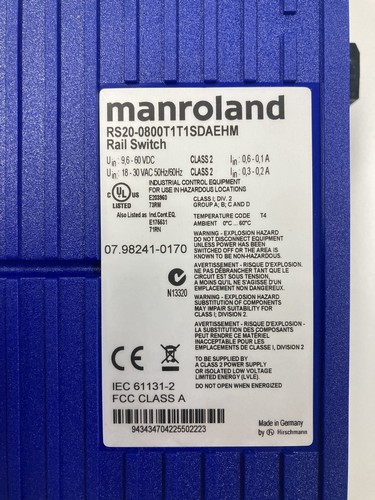 manroland
RS20-0800T1T1SDAEHM
Rail Switch
Uin: 9,6 - 60 VDC CLASS 2 Iin: 0,6 - 0,1 A
Uin: 18 - 30 VAC 50Hz/60Hz CLASS 2 Iin: 0,3 - 0,2 A
INDUSTRIAL CONTROL EQUIPMENT
FOR USE IN HAZARDOUS LOCATIONS
c UL us LISTED E203960
73RM
CLASS I, DIV. 2
GROUP A; B; C AND D
Also Listed as Ind.Cont.EQ.
E175531
71RN
TEMPERATURE CODE T4
AMBIENT 0°C ... 60°C
07.98241-0170
N13320
WARNING - EXPLOSION HAZARD
DO NOT DISCONNECT EQUIPMENT
UNLESS POWER HAS BEEN
SWITCHED OFF OR THE AREA IS
KNOWN TO BE NON-HAZARDOUS.
AVERTISSEMENT - RISQUE D'EXPLOSION
NE PAS DÉBRANCHER TANT QUE LE
CIRCUIT EST SOUS TENSION,
A MOINS QU'IL NE S'AGISSE D'UN
EMPLACEMENT NON DANGEREUX.
WARNING - EXPLOSION HAZARD
SUBSTITUTION OF COMPONENTS
MAY IMPAIR SUITABILITY FOR
CLASS I; DIVISION 2.
AVERTISSEMENT - RISQUE D'EXPLOSION -
LA SUBSTITUTION DES COMPOSANTS
PEUT RENDRE CE MATÉRIEL
INACCEPTABLE POUR LES
EMPLACEMENTS DE CLASSE I, DIVISION 2
TO BE SUPPLIED BY
A CLASS 2 POWER SUPPLY
OR ISOLATED LOW VOLTAGE
LIMITED ENERGY (LVLE).
DO NOT OPEN WHEN ENERGIZED
CE
IEC 61131-2
FCC CLASS A
943434704225502223
Made in Germany
by Hirschmann